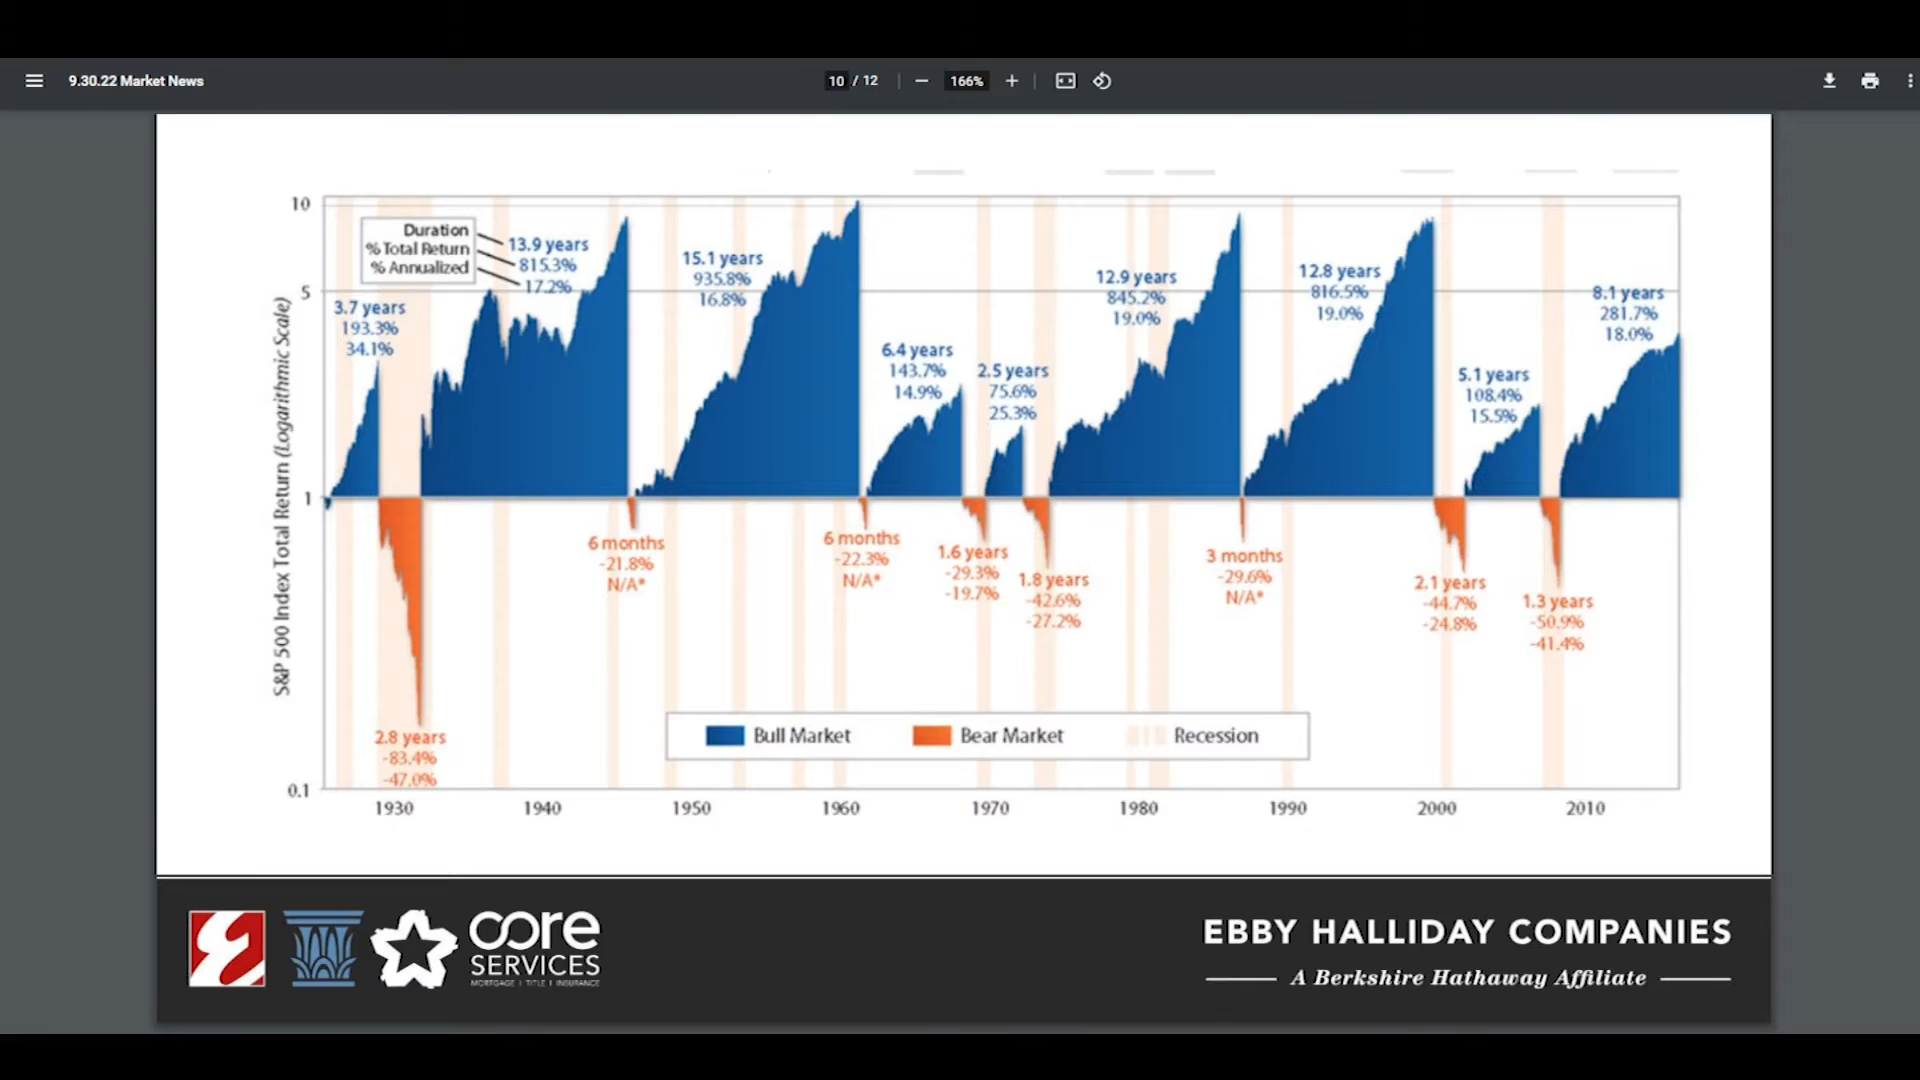 9.30.22 Market News
10 / 12
166%
S&P 500 Index Total Return (Logarithmic Scale)
10
5
1
0.1
Duration
% Total Return
% Annualized
3.7 years
193.3%
34.1%
13.9 years
815.3%
17.2%
15.1 years
935.8%
16.8%
6.4 years
143.7%
14.9%
2.5 years
75.6%
25.3%
12.9 years
845.2%
19.0%
12.8 years
816.5%
19.0%
5.1 years
108.4%
15.5%
8.1 years
281.7%
18.0%
2.8 years
-83.4%
-47.0%
6 months
-21.8%
N/A*
6 months
-22.3%
N/A*
1.6 years
-29.3%
-19.7%
1.8 years
-42.6%
-27.2%
3 months
-29.6%
N/A*
2.1 years
-44.7%
-24.8%
1.3 years
-50.9%
-41.4%
Bull Market
Bear Market
Recession
1930
1940
1950
1960
1970
1980
1990
2000
2010
CORE
SERVICES
MORTGAGE | TITLE | INSURANCE
EBBY HALLIDAY COMPANIES
A Berkshire Hathaway Affiliate